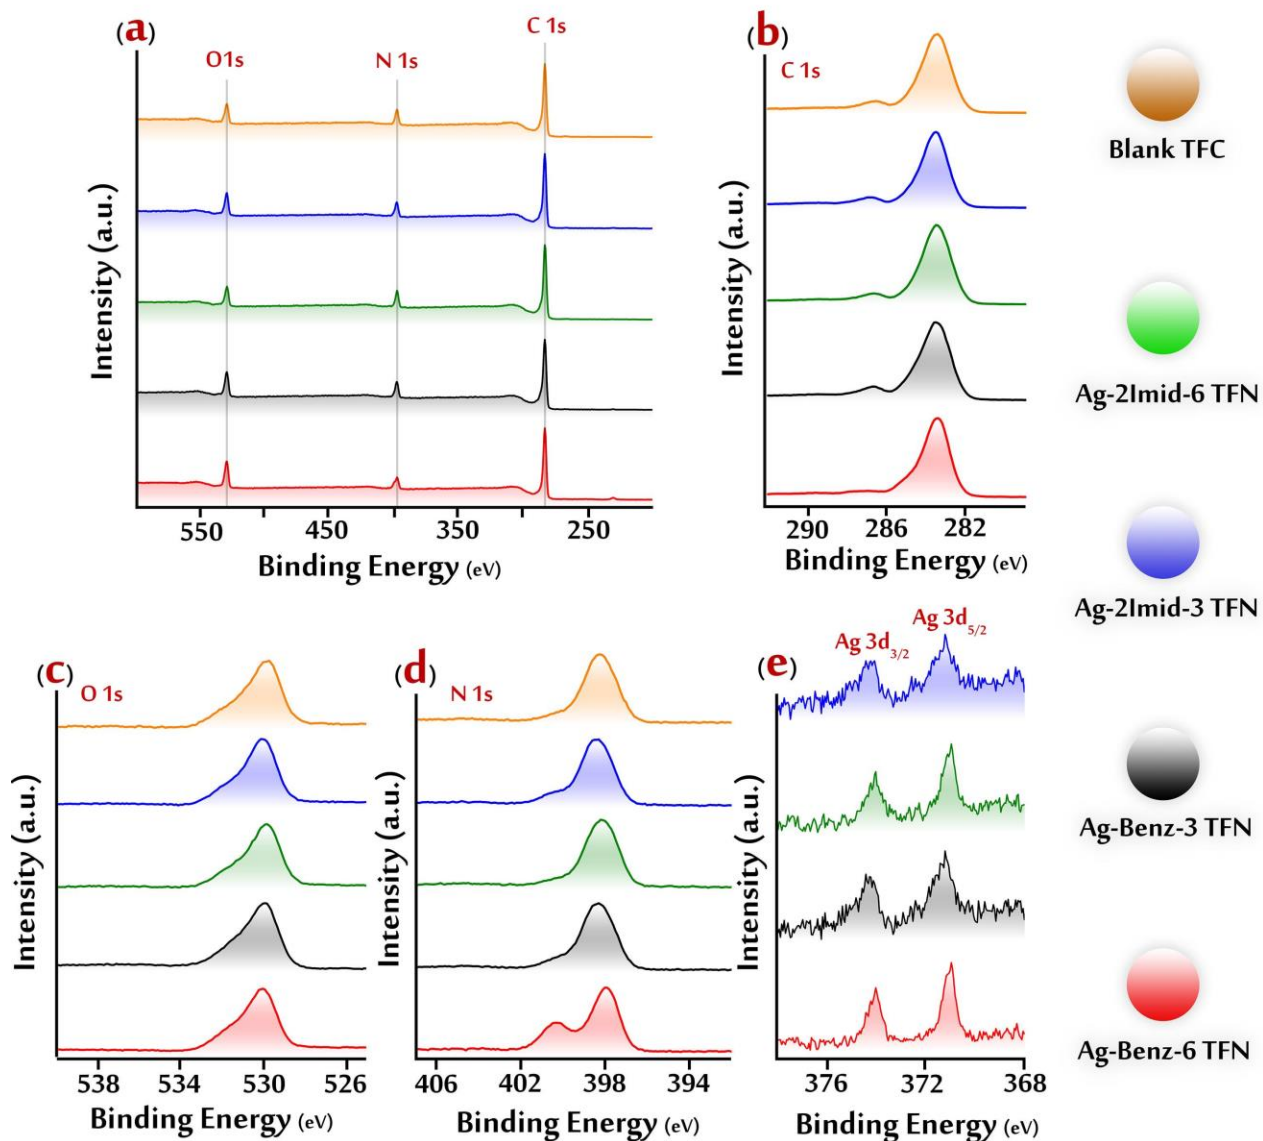 (a)
O1s
N 1s
C 1s
Intensity (a.u.)
550
450
350
250
Binding Energy (eV)
(b)
C 1s
Intensity (a.u.)
290
286
282
Binding Energy (eV)
Blank TFC
Ag-2Imid-6 TFN
Ag-2Imid-3 TFN
Ag-Benz-3 TFN
Ag-Benz-6 TFN
(c)
O 1s
Intensity (a.u.)
538
534
530
526
Binding Energy (eV)
(d)
N 1s
Intensity (a.u.)
406
402
398
394
Binding Energy (eV)
(e)
Ag 3d3/2
Ag 3d5/2
Intensity (a.u.)
376
372
368
Binding Energy (eV)